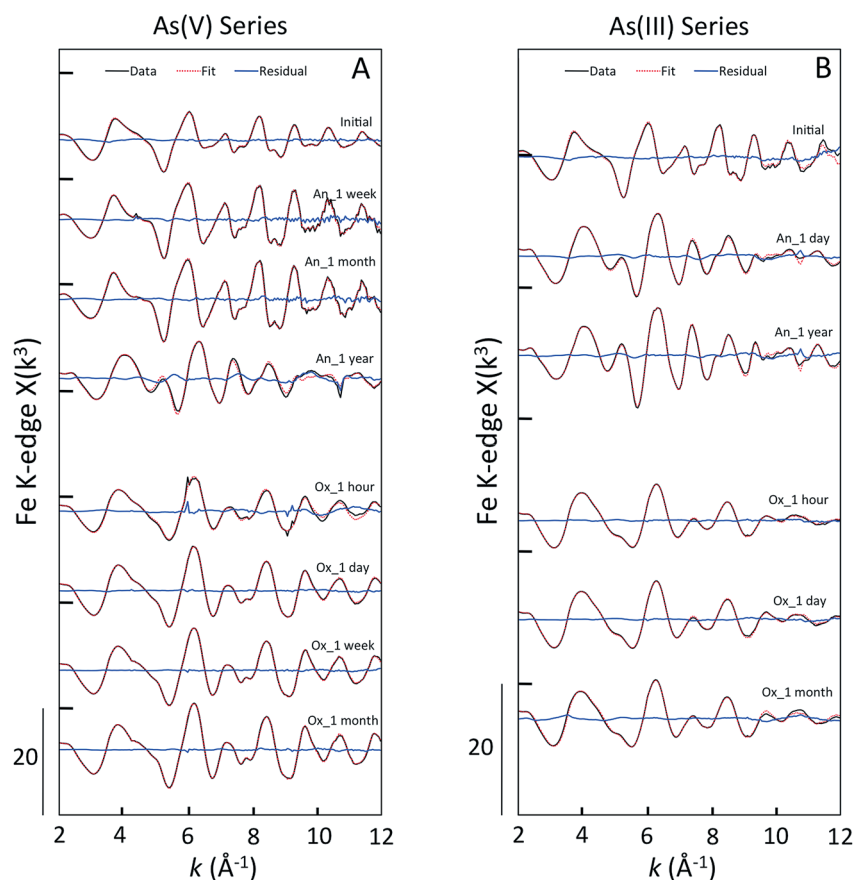 As(V) Series
As(III) Series
Data Fit Residual A
Data Fit Residual B
Fe K-edge X(k³)
Initial
An_1 week
An_1 month
An_1 year
Ox_1 hour
Ox_1 day
Ox_1 week
Ox_1 month
20
2 4 6 8 10 12
k (Å⁻¹)
Fe K-edge X(k³)
Initial
An_1 day
An_1 year
Ox_1 hour
Ox_1 day
Ox_1 month
20
2 4 6 8 10 12
k (Å⁻¹)